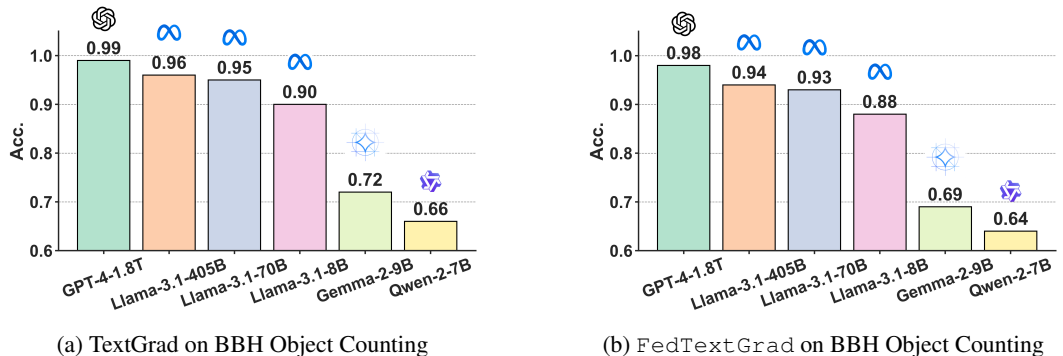 1.0
0.9
0.8
0.7
0.6
Acc.
0.99
0.96
0.95
0.90
0.72
0.66
GPT-4-1.8T
Llama-3.1-405B
Llama-3.1-70B
Llama-3.1-8B
Gemma-2-9B
Qwen-2-7B
(a) TextGrad on BBH Object Counting
1.0
0.9
0.8
0.7
0.6
Acc.
0.98
0.94
0.93
0.88
0.69
0.64
GPT-4-1.8T
Llama-3.1-405B
Llama-3.1-70B
Llama-3.1-8B
Gemma-2-9B
Qwen-2-7B
(b) FedTextGrad on BBH Object Counting